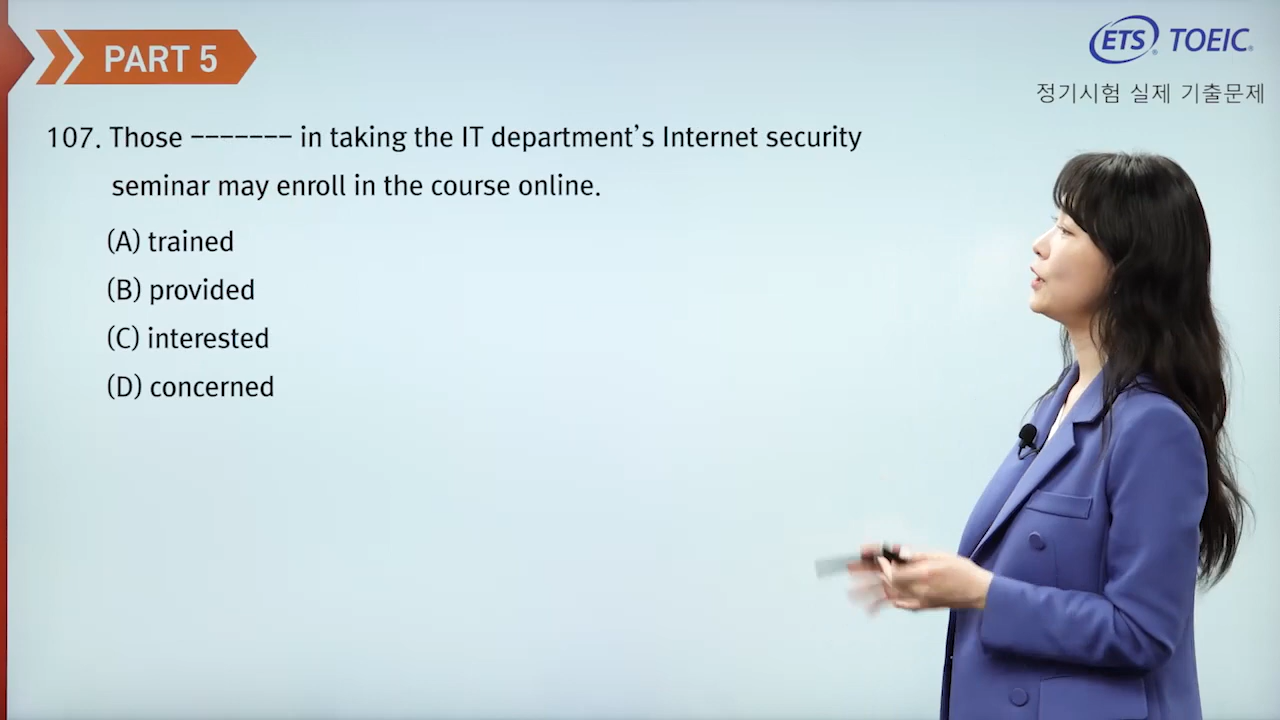 PART 5
ETS TOEIC
정기시험 실제 기출문제
107. Those ------- in taking the IT department's Internet security
seminar may enroll in the course online.
(A) trained
(B) provided
(C) interested
(D) concerned